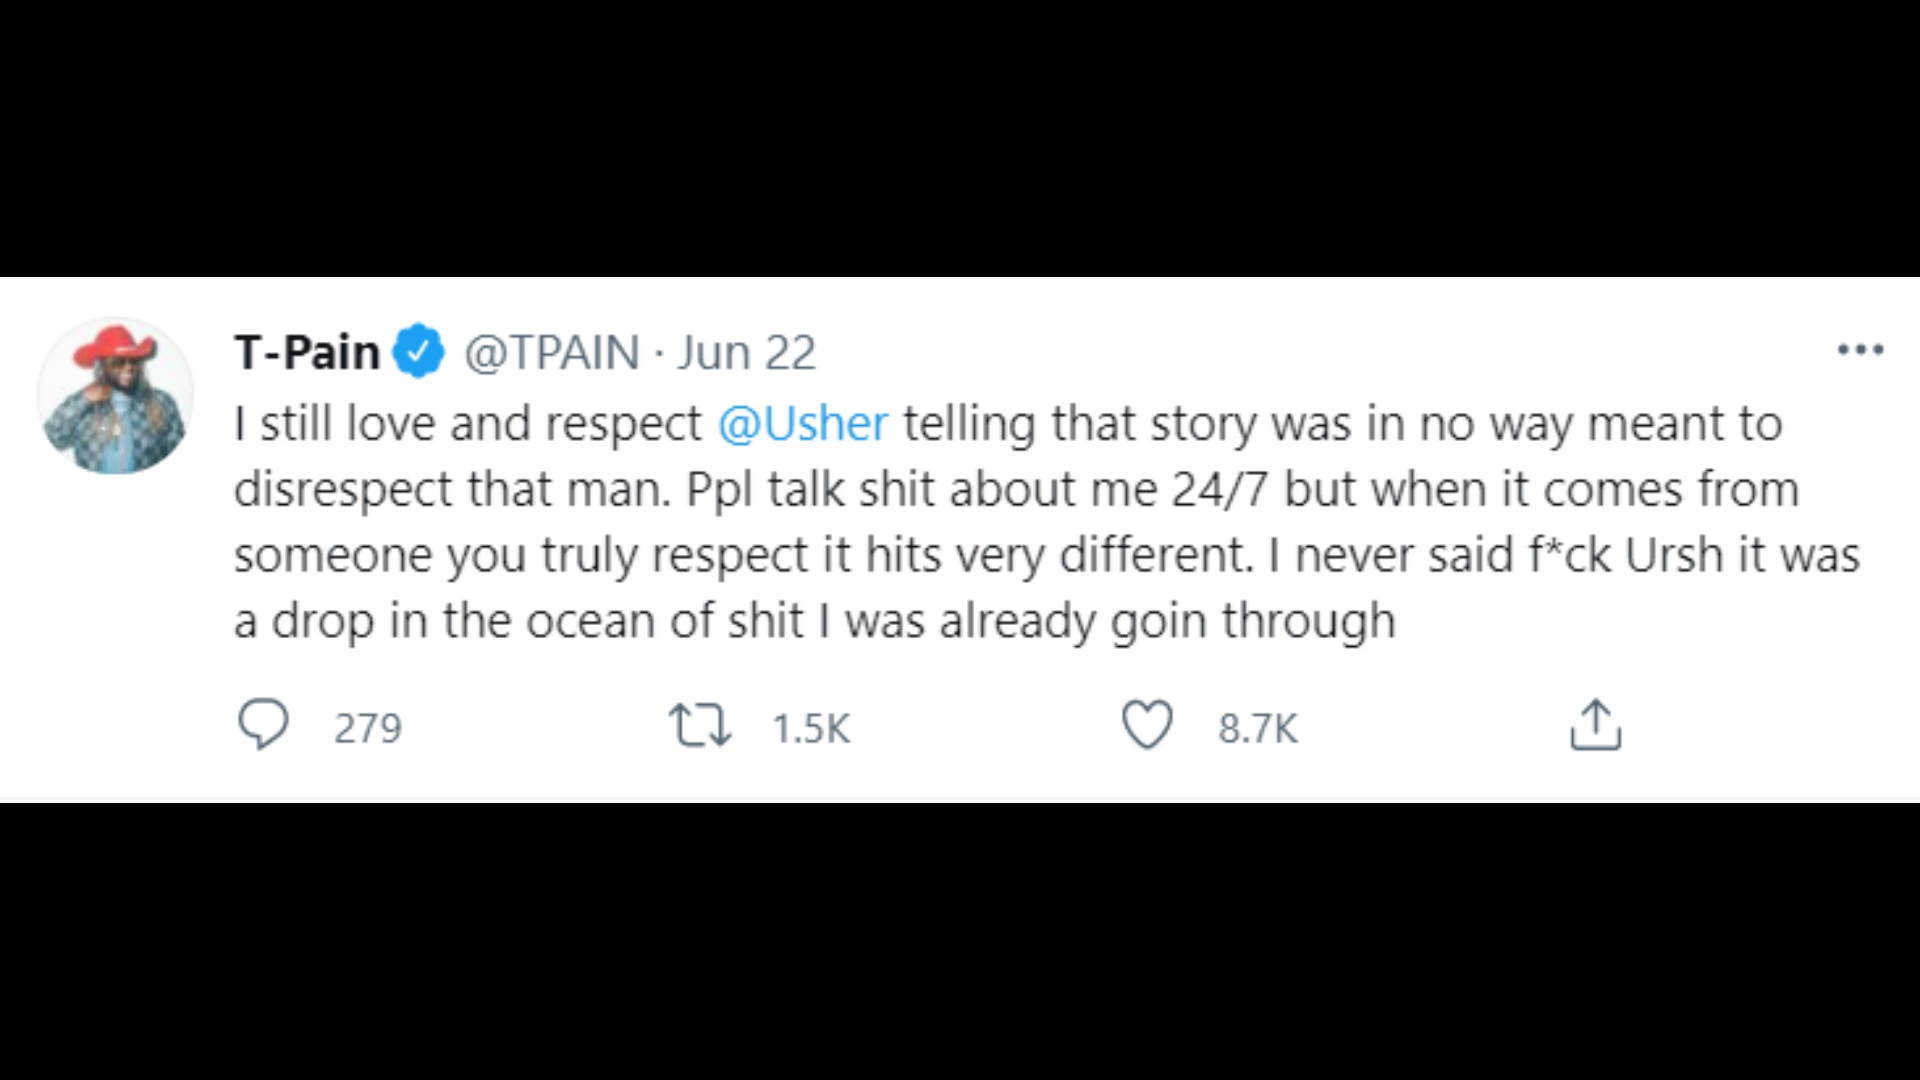 T-Pain @TPAIN · Jun 22
I still love and respect @Usher telling that story was in no way meant to
disrespect that man. Ppl talk shit about me 24/7 but when it comes from
someone you truly respect it hits very different. I never said f*ck Ursh it was
a drop in the ocean of shit I was already goin through
279 1.5K 8.7K